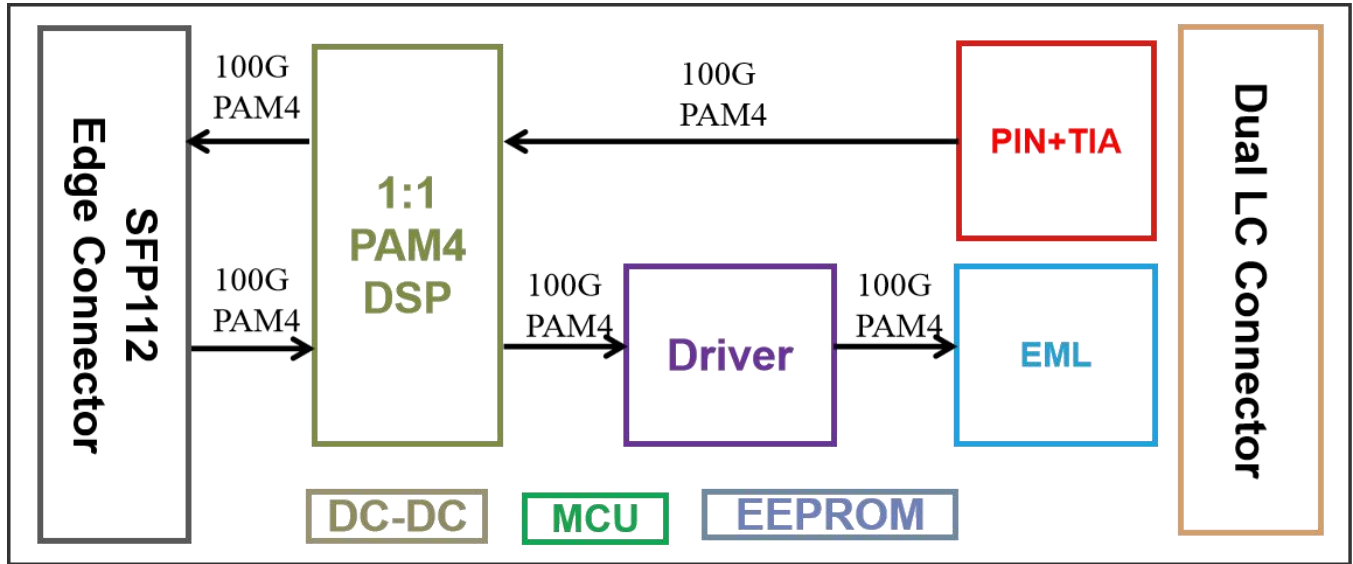 SFP112
Edge Connector
100G
PAM4
100G
PAM4
1:1
PAM4
DSP
100G
PAM4
PIN+TIA
100G
PAM4
Driver
100G
PAM4
EML
Dual LC Connector
DC-DC
MCU
EEPROM